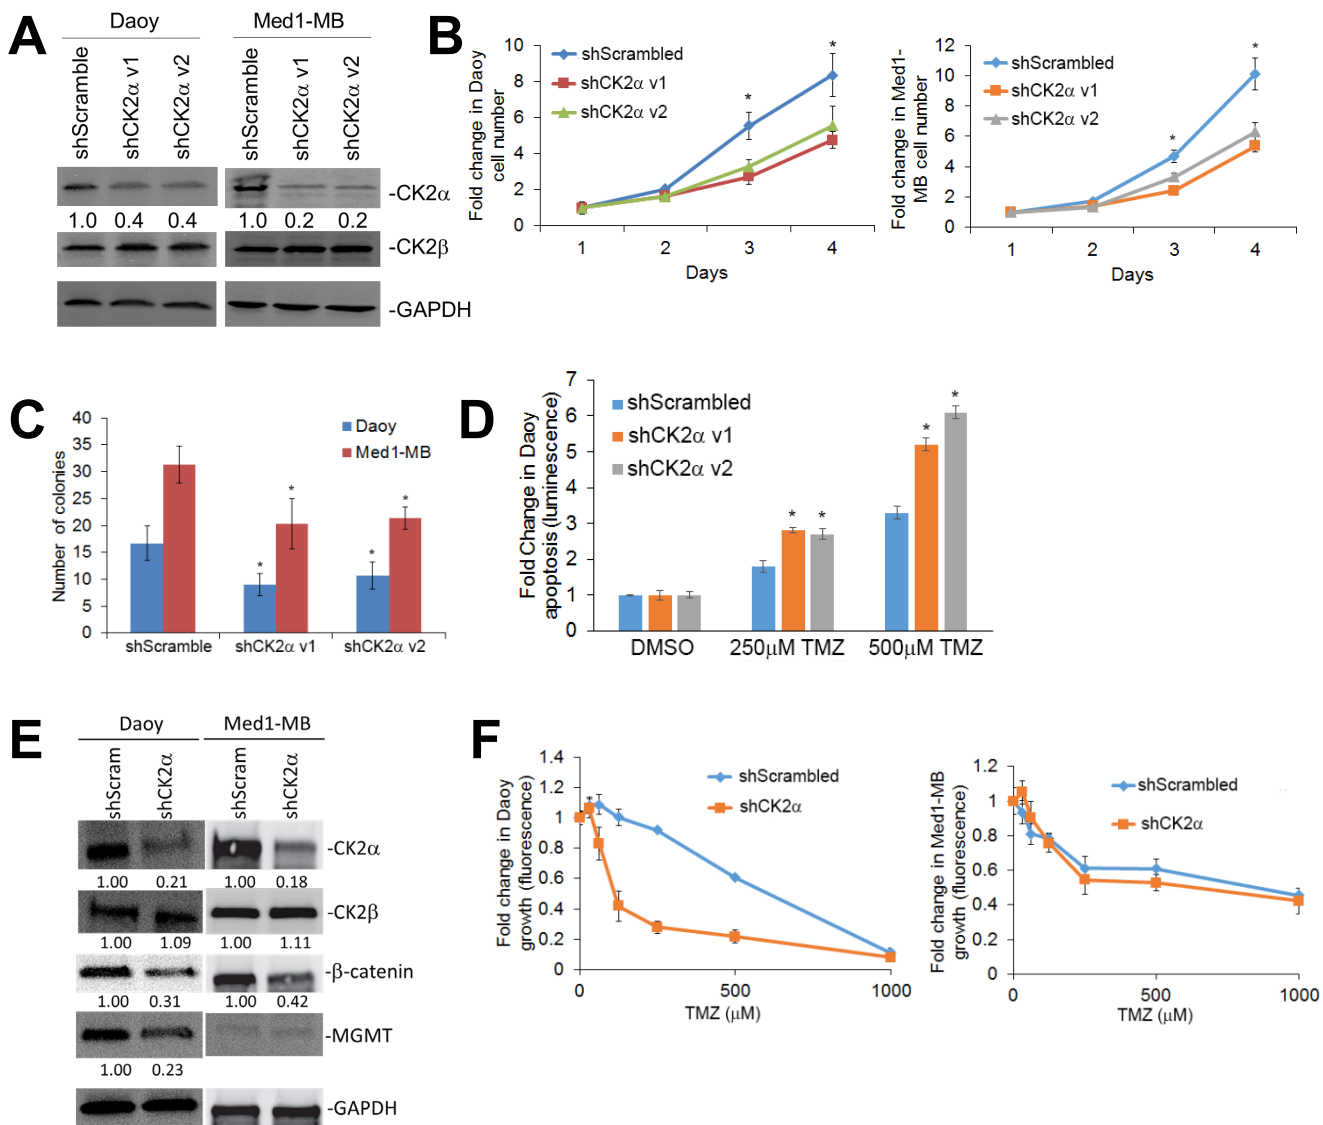 A
Daoy
Med1-MB
shScramble
shCK2α v1
shCK2α v2
shScramble
shCK2α v1
shCK2α v2
-CK2α
1.0 0.4 0.4 1.0 0.2 0.2
-CK2β
-GAPDH
B
Fold change in Daoy
cell number
10
8
6
4
2
0
shScrambled
shCK2α v1
shCK2α v2
*
*
1 2 3 4
Days
Fold change in Med1-
MB cell number
12
10
8
6
4
2
0
shScrambled
shCK2α v1
shCK2α v2
*
*
1 2 3 4
Days
C
Number of colonies
40
35
30
25
20
15
10
5
0
Daoy
Med1-MB
*
*
*
*
shScramble shCK2α v1 shCK2α v2
D
Fold Change in Daoy
apoptosis (luminescence)
7
6
5
4
3
2
1
0
shScrambled
shCK2α v1
shCK2α v2
* *
* *
DMSO 250μM TMZ 500μM TMZ
E
Daoy
Med1-MB
shScram
shCK2α
shScram
shCK2α
-CK2α
1.00 0.21 1.00 0.18
-CK2β
1.00 1.09 1.00 1.11
-β-catenin
1.00 0.31 1.00 0.42
-MGMT
1.00 0.23
-GAPDH
F
Fold change in Daoy
growth (fluorescence)
1.4
1.2
1
0.8
0.6
0.4
0.2
0
shScrambled
shCK2α
0 500 1000
TMZ (μM)
Fold change in Med1-MB
growth (fluorescence)
1.2
1
0.8
0.6
0.4
0.2
0
shScrambled
shCK2α
0 500 1000
TMZ (μM)